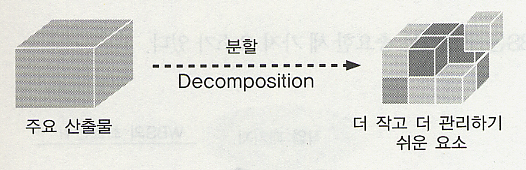 분할
Decomposition
주요 산출물
더 작고 더 관리하기
쉬운 요소